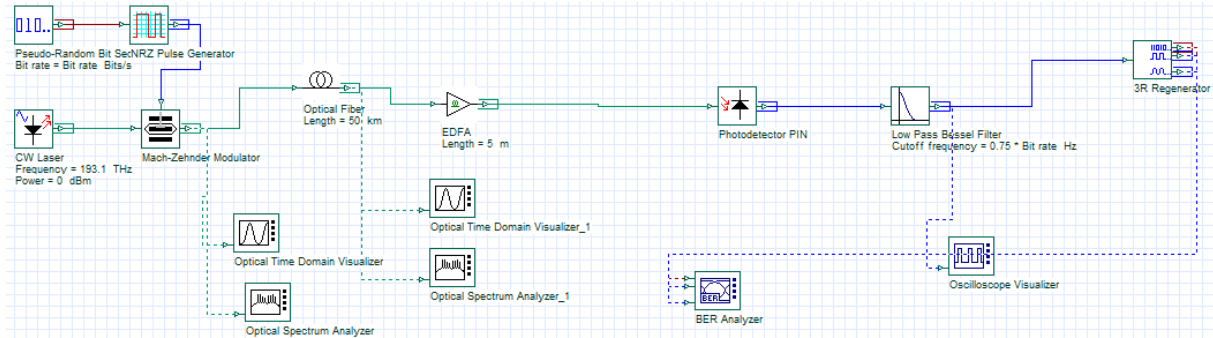 Pseudo-Random Bit Sec
NRZ Pulse Generator
Bit rate = Bit rate Bits/s
CW Laser
Frequency = 193.1 THz
Power = 0 dBm
Mach-Zehnder Modulator
Optical Fiber
Length = 50 km
EDFA
Length = 5 m
Photodetector PIN
Low Pass Bessel Filter
Cutoff frequency = 0.75 * Bit rate Hz
3R Regenerator
Optical Time Domain Visualizer
Optical Spectrum Analyzer
Optical Time Domain Visualizer_1
Optical Spectrum Analyzer_1
BER
BER Analyzer
Oscilloscope Visualizer